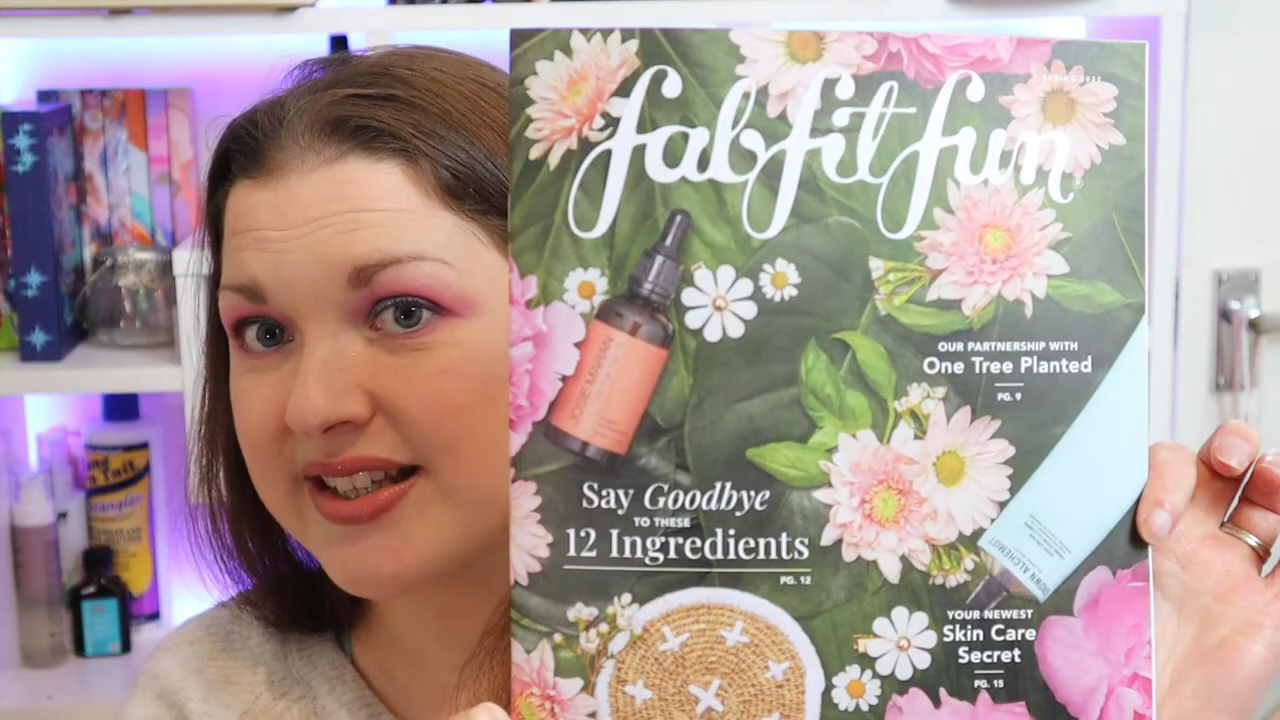 SPRING 2021
fabfitfun
OUR PARTNERSHIP WITH
One Tree Planted
PG. 9
JOSIE MARAN
Say Goodbye
TO THESE
12 Ingredients
PG. 12
YOUR NEWEST
Skin Care
Secret
PG. 15
ALCHEMIST
Tail